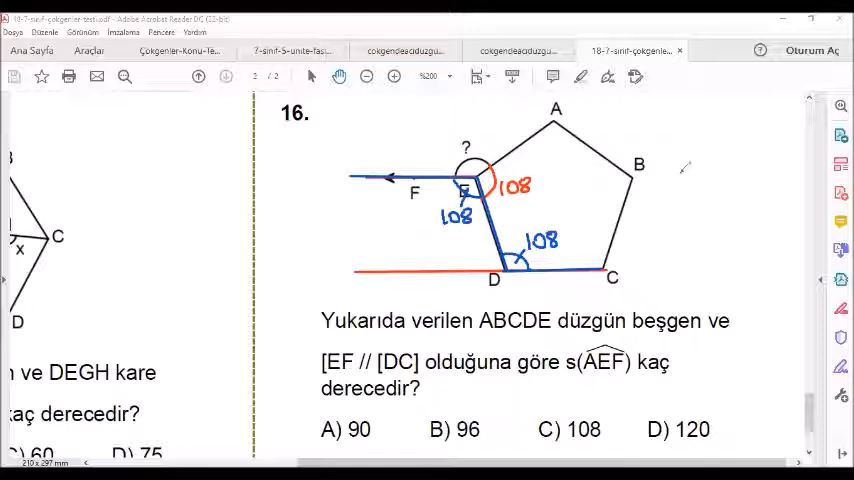 18-7-sinif-çokgenler-testi.pdf - Adobe Acrobat Reader DC (32-bit)
Dosya Düzenle Görünüm İmzalama Pencere Yardım
Ana Sayfa Araçlar Çokgenler-Konu-Te... 7-sinif-5-unite-fasi... cokgendeacidüzgü... cokgendeacidüzgu... 18-7-sınıf-çokgenle... × Oturum Aç
2 / 2 %200
16.
A
?
B
F E 108
108
108
D C
C
x
D
Yukarıda verilen ABCDE düzgün beşgen ve
[EF // [DC] olduğuna göre s(AEF) kaç
derecedir?
A) 90 B) 96 C) 108 D) 120
ve DEGH kare
kaç derecedir?
60 D) 75
210 x 297 mm